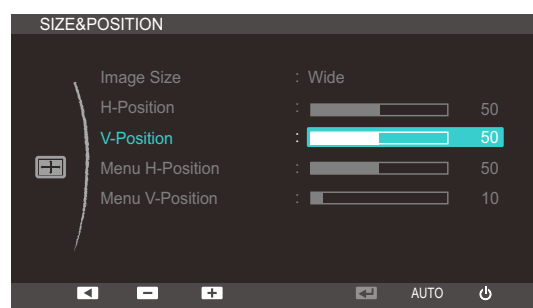 SIZE&POSITION
Image Size : Wide
H-Position : 50
V-Position : 50
Menu H-Position : 50
Menu V-Position : 10
AUTO